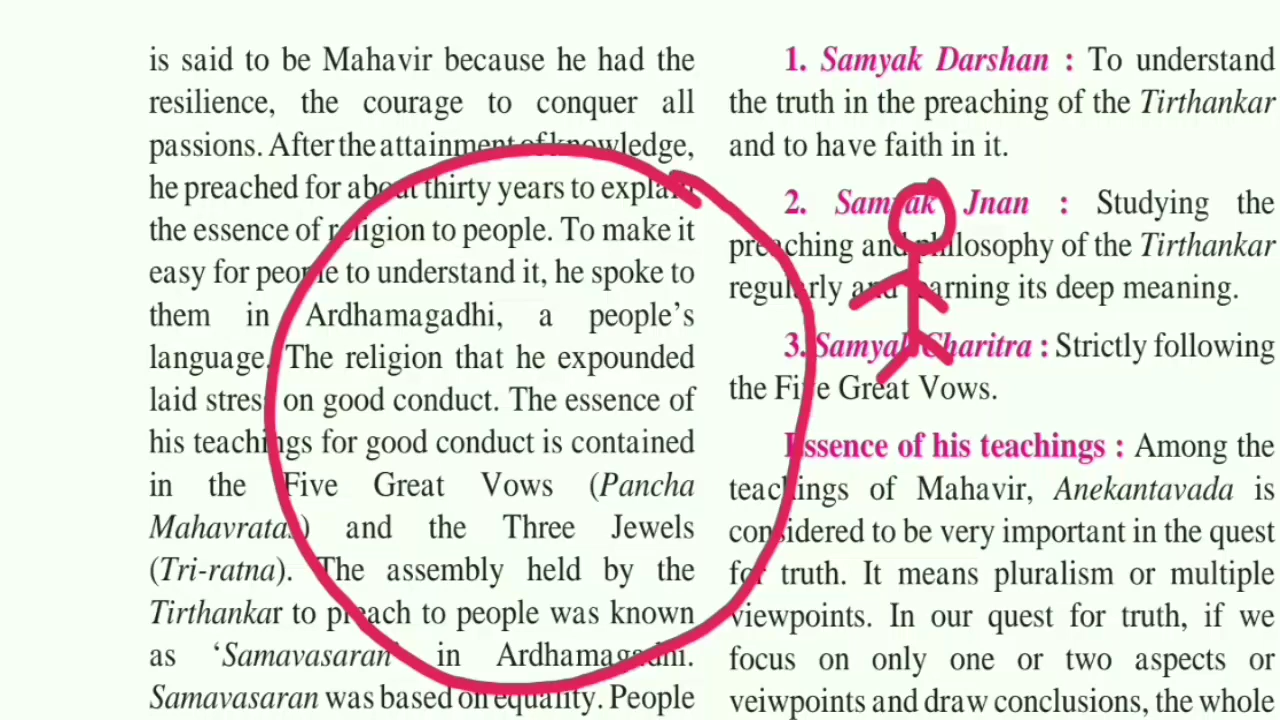 is said to be Mahavir because he had the
resilience, the courage to conquer all
passions. After the attainment of knowledge,
he preached for about thirty years to explain
the essence of religion to people. To make it
easy for people to understand it, he spoke to
them in Ardhamagadhi, a people's
language. The religion that he expounded
laid stress on good conduct. The essence of
his teachings for good conduct is contained
in the Five Great Vows (Pancha
Mahavratas) and the Three Jewels
(Tri-ratna). The assembly held by the
Tirthankar to preach to people was known
as ‘Samavasaran’ in Ardhamagadhi.
Samavasaran was based on equality. People
1. Samyak Darshan : To understand
the truth in the preaching of the Tirthankar
and to have faith in it.
2. Samyak Jnan : Studying the
preaching and philosophy of the Tirthankar
regularly and learning its deep meaning.
3. Samyak Charitra : Strictly following
the Five Great Vows.
Essence of his teachings : Among the
teachings of Mahavir, Anekantavada is
considered to be very important in the quest
for truth. It means pluralism or multiple
viewpoints. In our quest for truth, if we
focus on only one or two aspects or
veiwpoints and draw conclusions, the whole